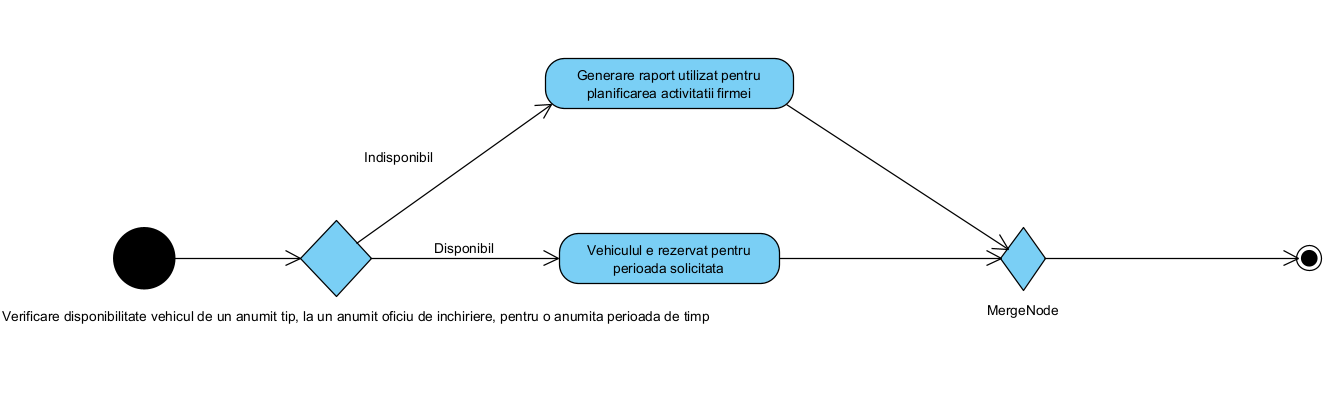 Generare raport utilizat pentru
planificarea activitatii firmei
Indisponibil
Disponibil
Vehiculul e rezervat pentru
perioada solicitata
MergeNode
Verificare disponibilitate vehicul de un anumit tip, la un anumit oficiu de inchiriere, pentru o anumita perioada de timp